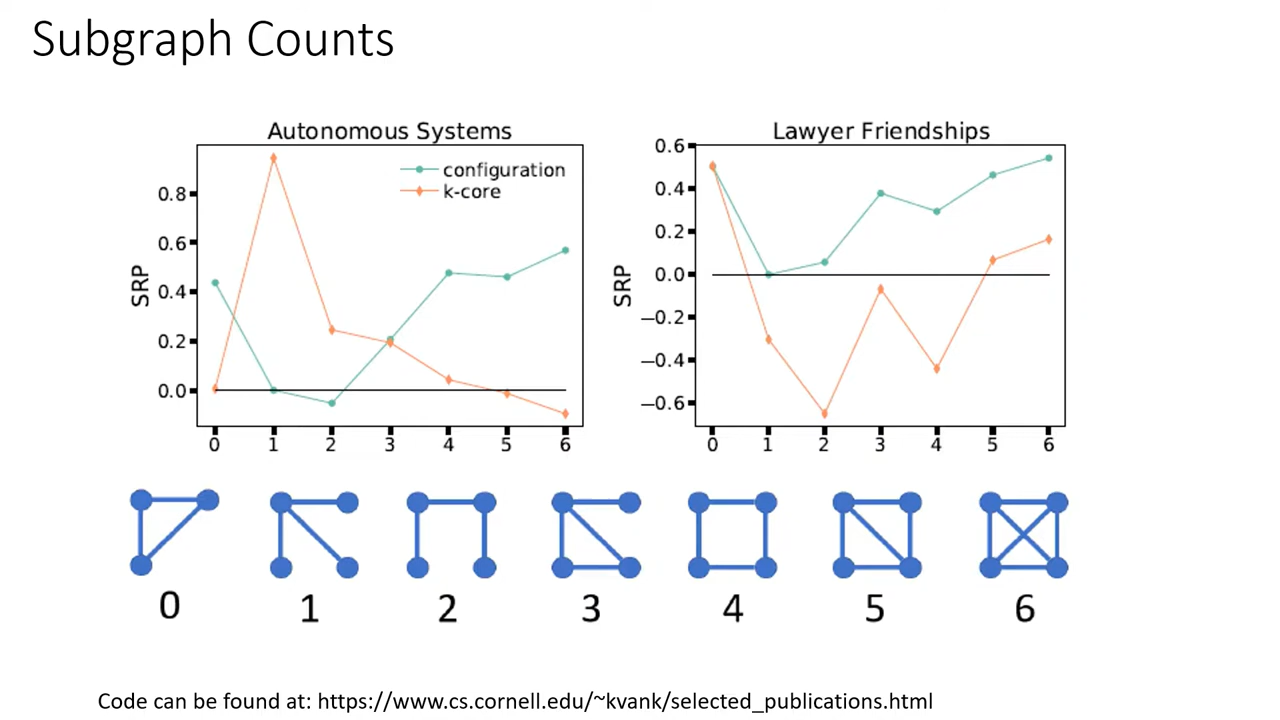 Subgraph Counts
Autonomous Systems
configuration
k-core
SRP
0.8
0.6
0.4
0.2
0.0
0 1 2 3 4 5 6
Lawyer Friendships
SRP
0.6
0.4
0.2
0.0
−0.2
−0.4
−0.6
0 1 2 3 4 5 6
0 1 2 3 4 5 6
Code can be found at: https://www.cs.cornell.edu/~kvank/selected_publications.html